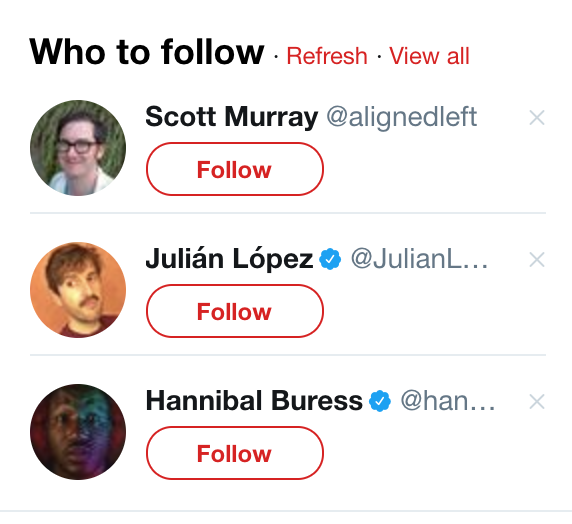 Who to follow · Refresh · View all
Scott Murray @alignedleft
Follow
Julián López @JulianL…
Follow
Hannibal Buress @han…
Follow